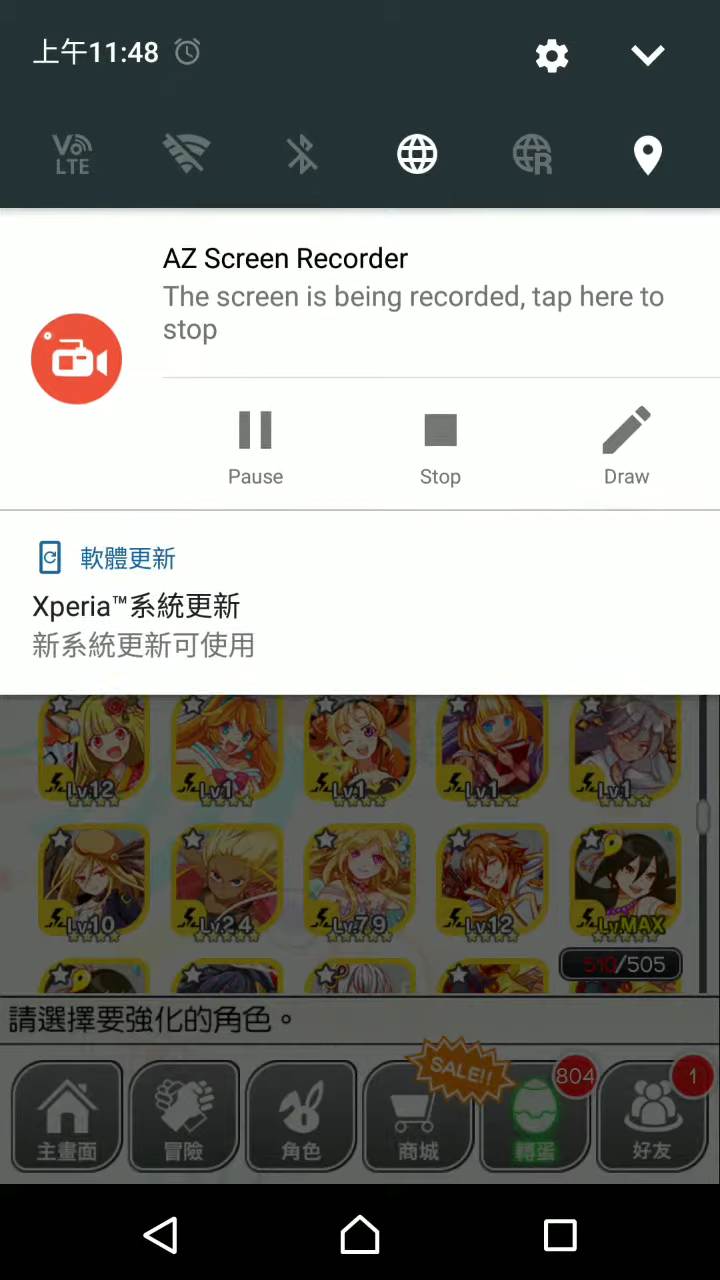 上午11:48
Vo LTE
R
AZ Screen Recorder
The screen is being recorded, tap here to
stop
Pause
Stop
Draw
軟體更新
Xperia™系統更新
新系統更新可使用
Lv12 Lv1 Lv1 Lv1 Lv1
Lv10 Lv24 Lv79 Lv12 LvMAX
510/505
請選擇要強化的角色。
SALE!!
804
1
主畫面
冒險
角色
商城
轉蛋
好友